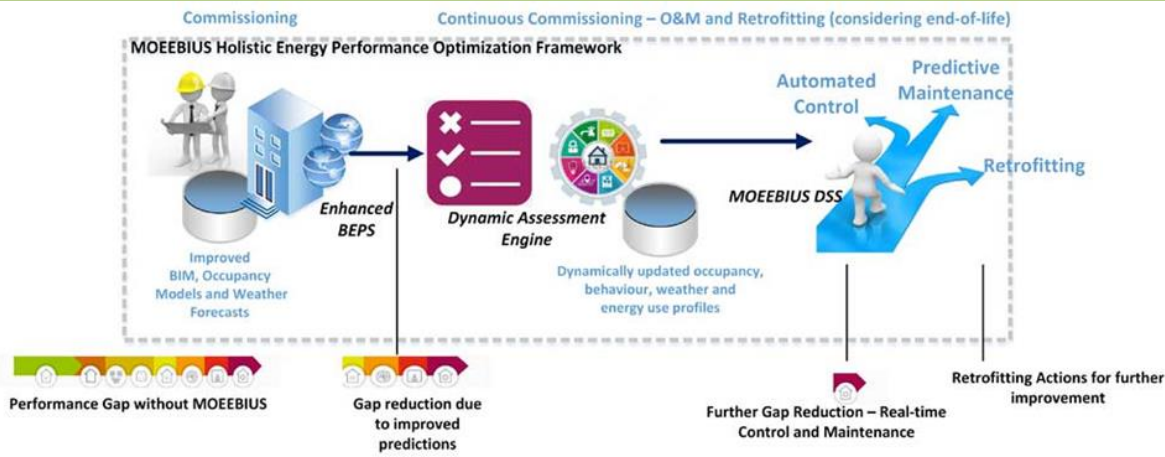 Commissioning
Continuous Commissioning – O&M and Retrofitting (considering end-of-life)
MOEEBIUS Holistic Energy Performance Optimization Framework
Automated
Control
Predictive
Maintenance
Retrofitting
Enhanced
BEPS
Dynamic Assessment
Engine
MOEEBIUS DSS
Improved
BIM, Occupancy
Models and Weather
Forecasts
Dynamically updated occupancy,
behaviour, weather and
energy use profiles
Performance Gap without MOEEBIUS
Gap reduction due
to improved
predictions
Further Gap Reduction – Real-time
Control and Maintenance
Retrofitting Actions for further
improvement